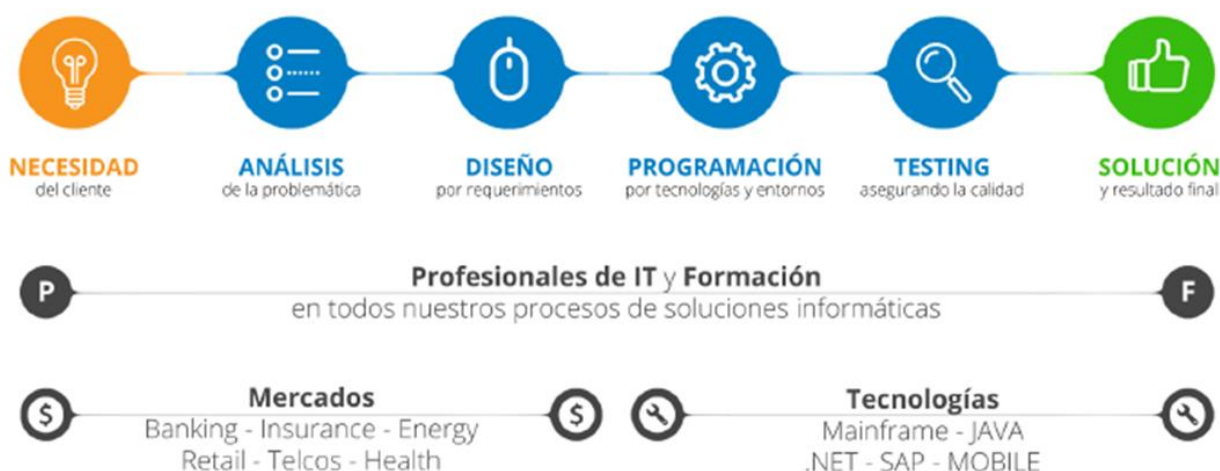 NECESIDAD
del cliente
ANÁLISIS
de la problemática
DISEÑO
por requerimientos
PROGRAMACIÓN
por tecnologías y entornos
TESTING
asegurando la calidad
SOLUCIÓN
y resultado final
P
Profesionales de IT y Formación
en todos nuestros procesos de soluciones informáticas
F
$
Mercados
Banking - Insurance - Energy
Retail - Telcos - Health
$
Tecnologías
Mainframe - JAVA
.NET - SAP - MOBILE